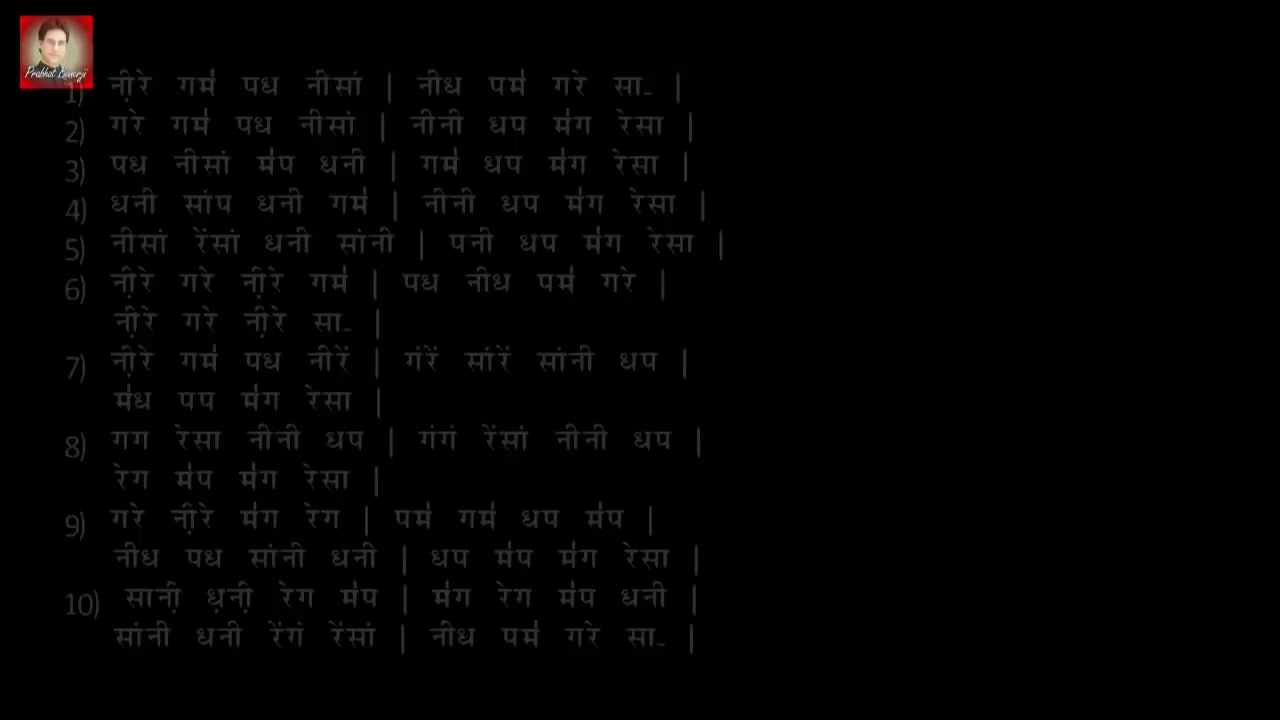 Prabhat Banerji
1) ऩी़रे गम॑ पध नीसां | नीध पम॑ गरे सा- |
2) गरे गम॑ पध नीसां | नीनी धप म॑ग रेसा |
3) पध नीसां म॑प धनी | गम॑ धप म॑ग रेसा |
4) धनी सांप धनी गम॑ | नीनी धप म॑ग रेसा |
5) नीसां रेंसां धनी सांनी | पनी धप म॑ग रेसा |
6) ऩीरे गरे ऩीरे गम॑ | पध नीध पम॑ गरे |
ऩीरे गरे ऩीरे सा- |
7) ऩीरे गम॑ पध नीरें | गंरें सांरें सांनी धप |
म॑ध पप म॑ग रेसा |
8) गग रेसा नीनी धप | गंगं रेंसां नीनी धप |
रेग म॑प म॑ग रेसा |
9) गरे ऩीरे म॑ग रेग | पम॑ गम॑ धप म॑प |
नीध पध सांनी धनी | धप म॑प म॑ग रेसा |
10) साऩी ध़ऩी रेग म॑प | म॑ग रेग म॑प धनी |
सांनी धनी रेंगं रेंसां | नीध पम॑ गरे सा- |